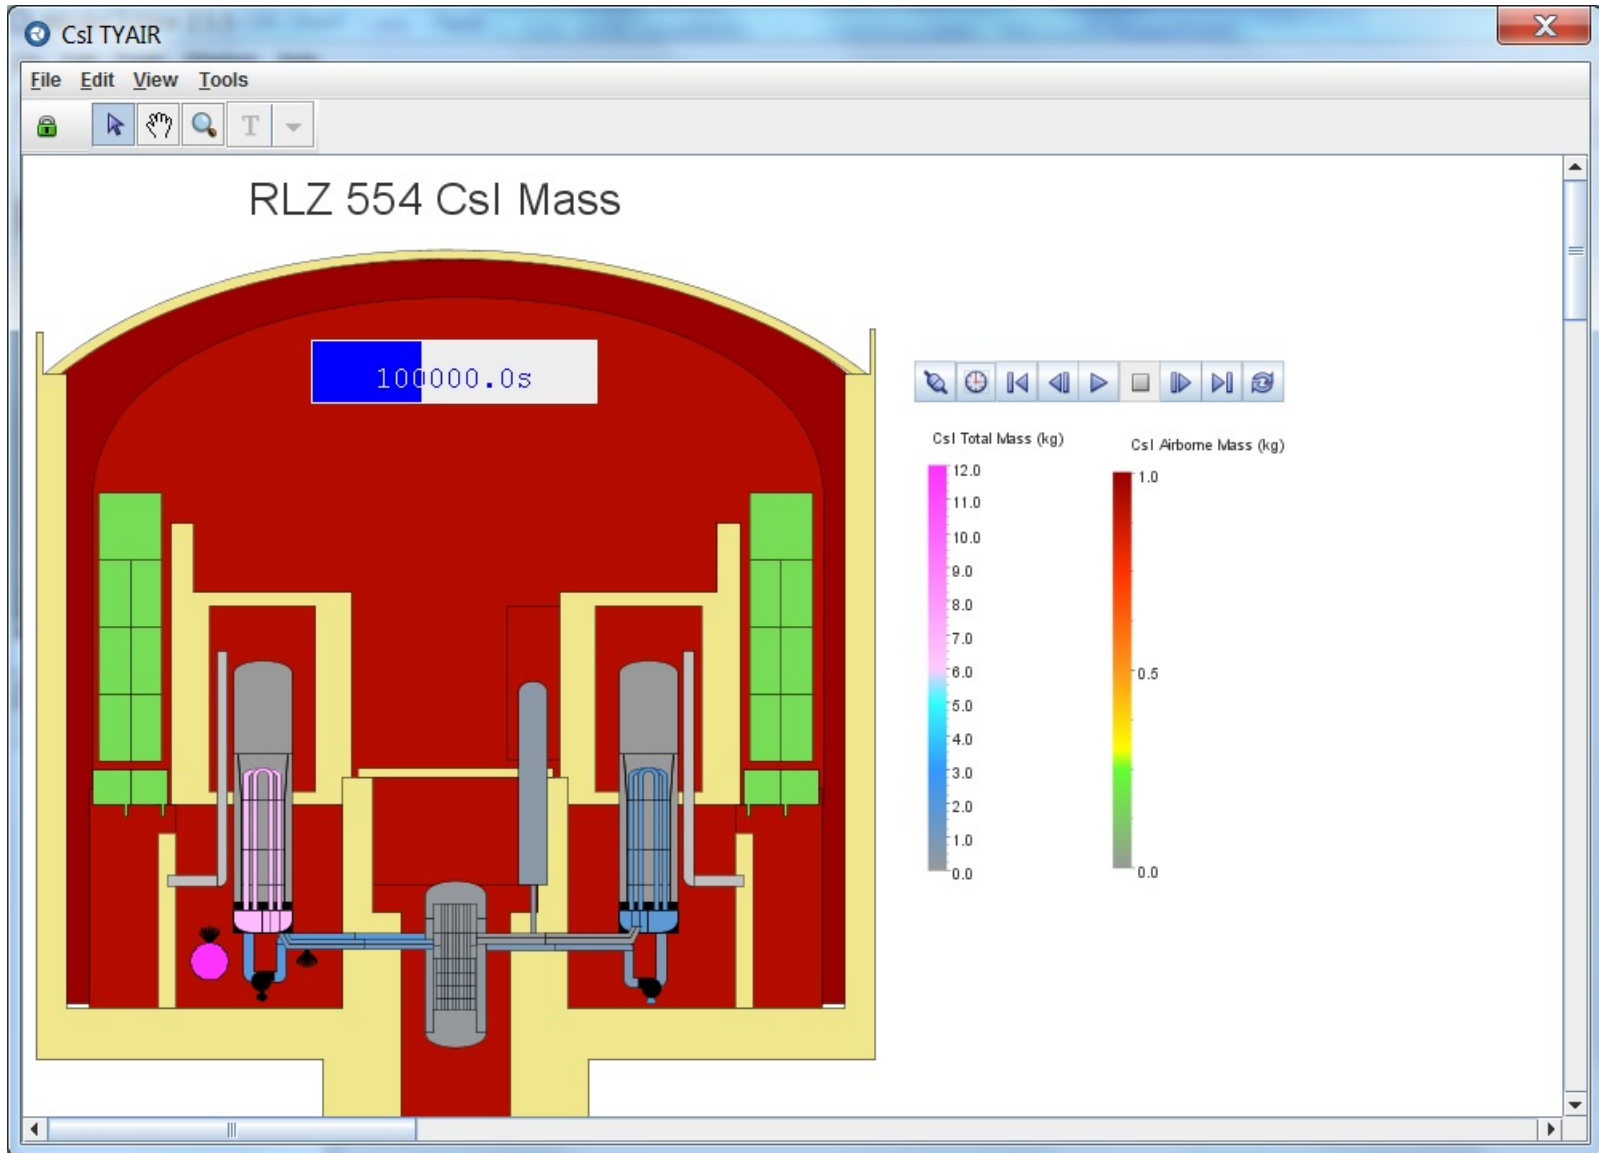 CsI TYAIR
File Edit View Tools
T
RLZ 554 CsI Mass
100000.0s
CsI Total Mass (kg)
12.0
11.0
10.0
9.0
8.0
7.0
6.0
5.0
4.0
3.0
2.0
1.0
0.0
CsI Airborne Mass (kg)
1.0
0.5
0.0